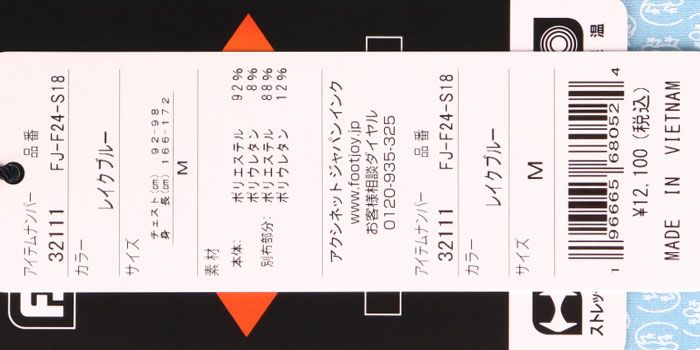 アイテムナンバー 品番
32111 FJ-F24-S18
カラー
レイクブルー
サイズ
チェスト(cm) 92-98
身 長(cm) 166-172
M
素材
本体: ポリエステル 92%
ポリウレタン 8%
別布部分: ポリエステル 88%
ポリウレタン 12%
アクシネットジャパンインク
www.footjoy.jp
お客様相談ダイヤル
0120-935-325
アイテムナンバー 品番
32111 FJ-F24-S18
カラー
レイクブルー
サイズ
M
1 96665 68052 4
¥12,100(税込)
MADE IN VIETNAM
温
ストレッ